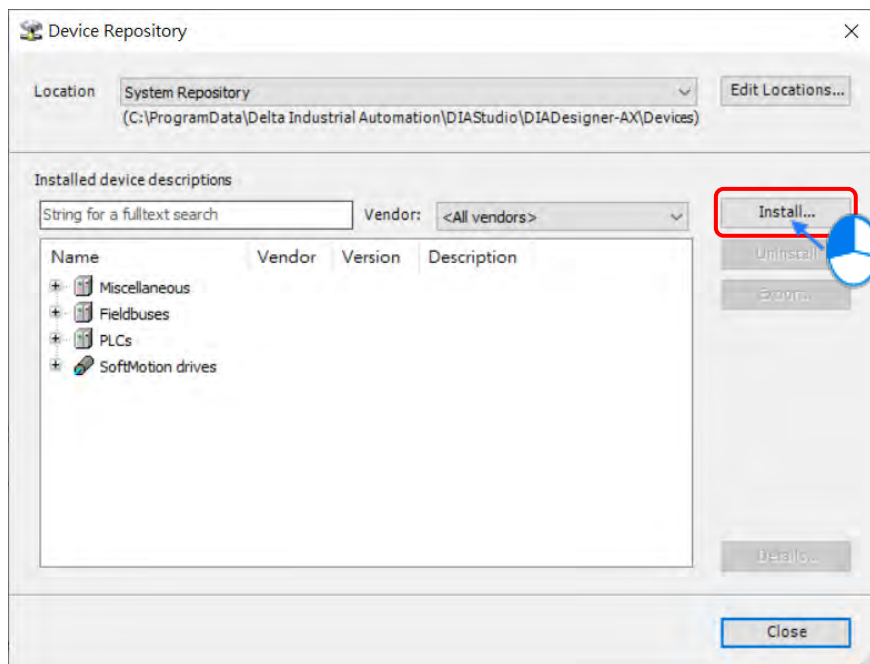 Device Repository
Location
System Repository
Edit Locations...
(C:\ProgramData\Delta Industrial Automation\DIAStudio\DIADesigner-AX\Devices)
Installed device descriptions
String for a fulltext search
Vendor:
<All vendors>
Install...
Uninstall
Export...
Name Vendor Version Description
Miscellaneous
Fieldbuses
PLCs
SoftMotion drives
Details...
Close